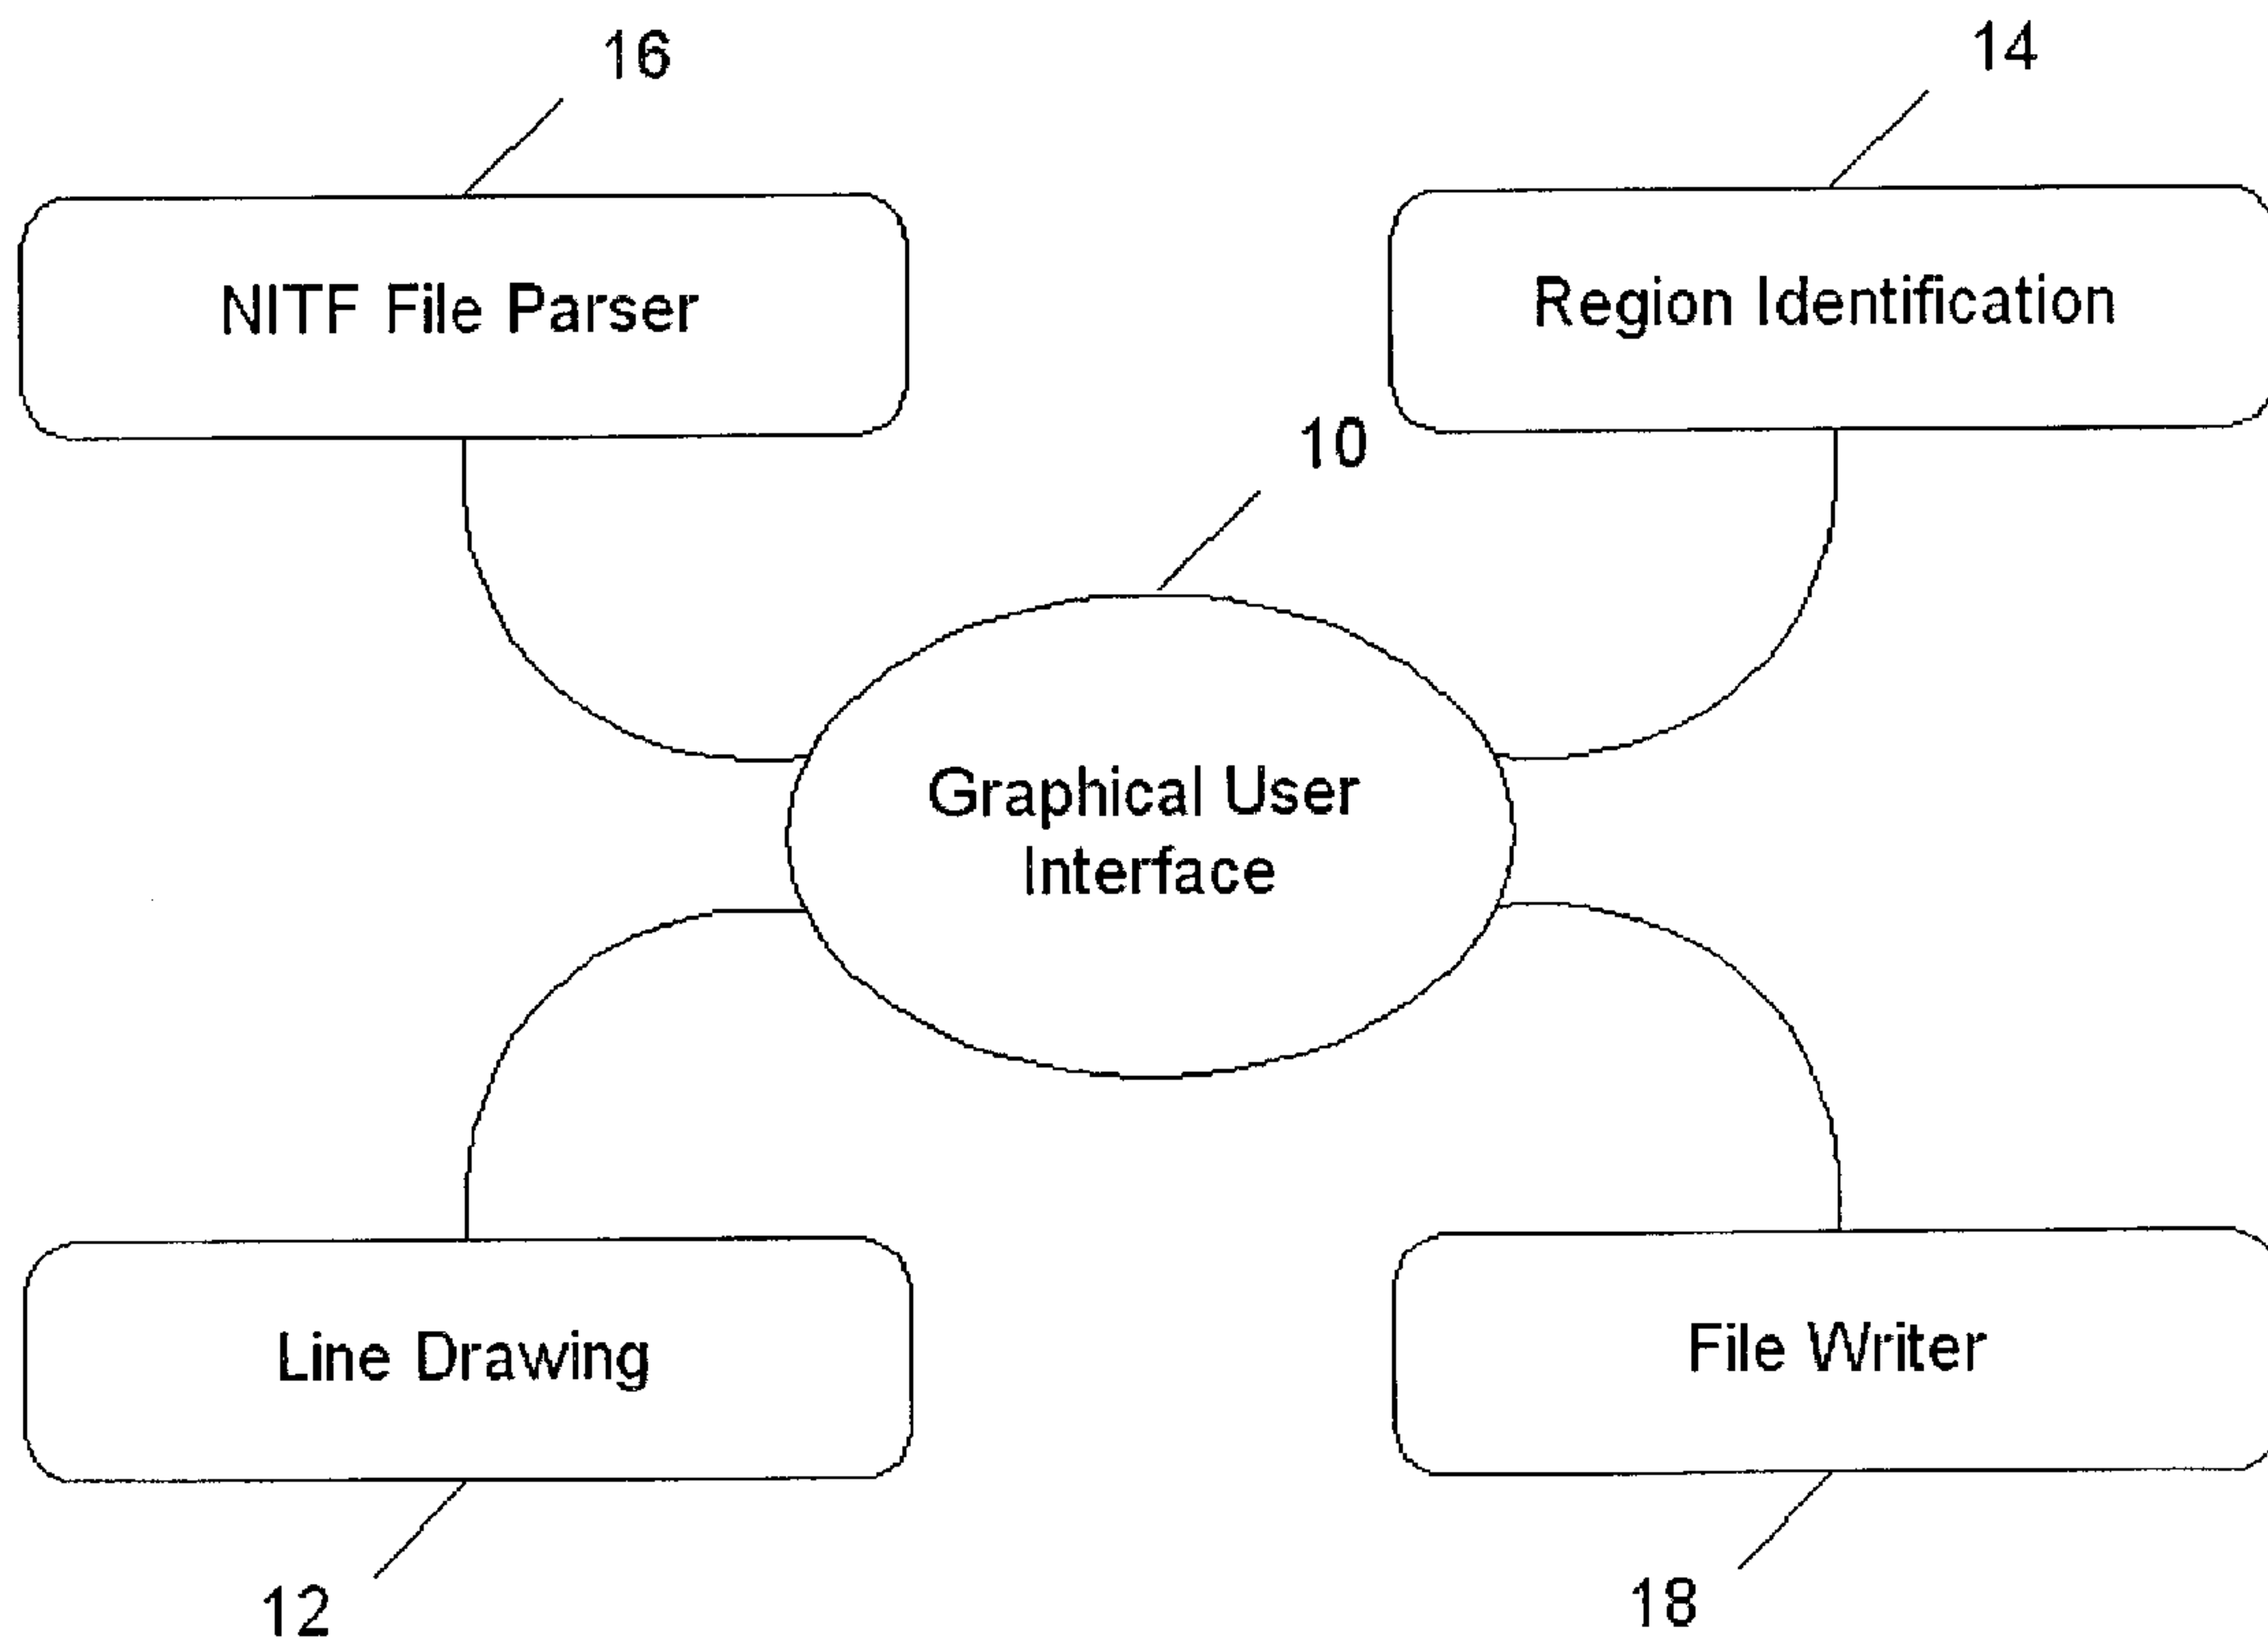 16
14
NITF File Parser
Region Identification
10
Graphical User
Interface
Line Drawing
File Writer
12
18